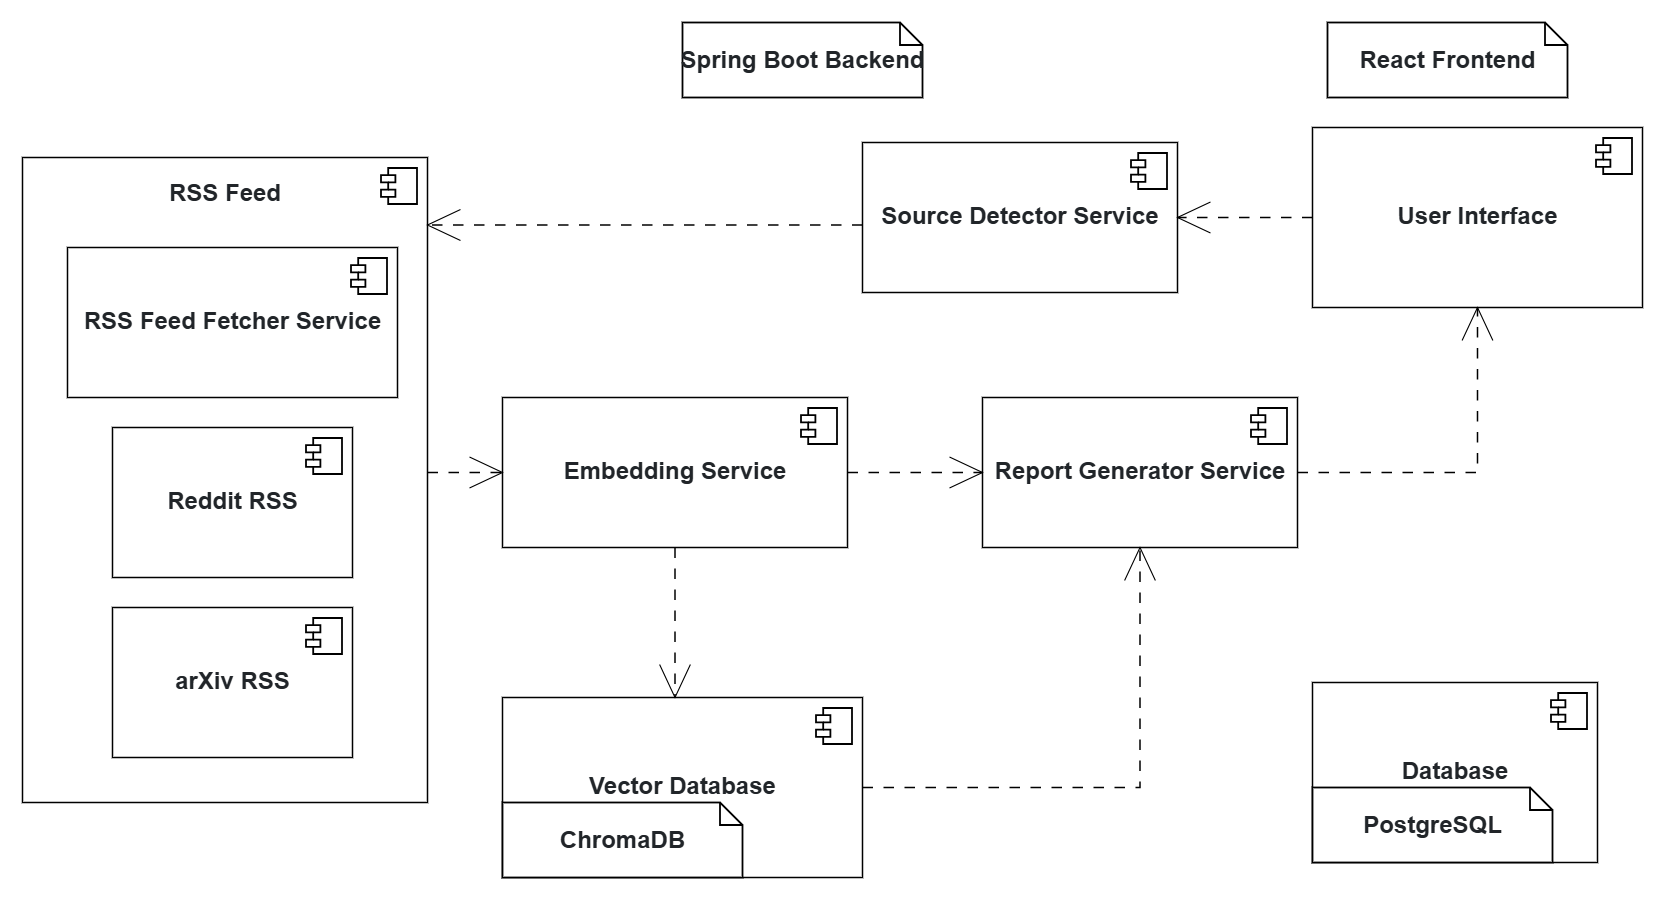 Spring Boot Backend
React Frontend
RSS Feed
Source Detector Service
User Interface
RSS Feed Fetcher Service
Embedding Service
Report Generator Service
Reddit RSS
arXiv RSS
Vector Database
ChromaDB
Database
PostgreSQL